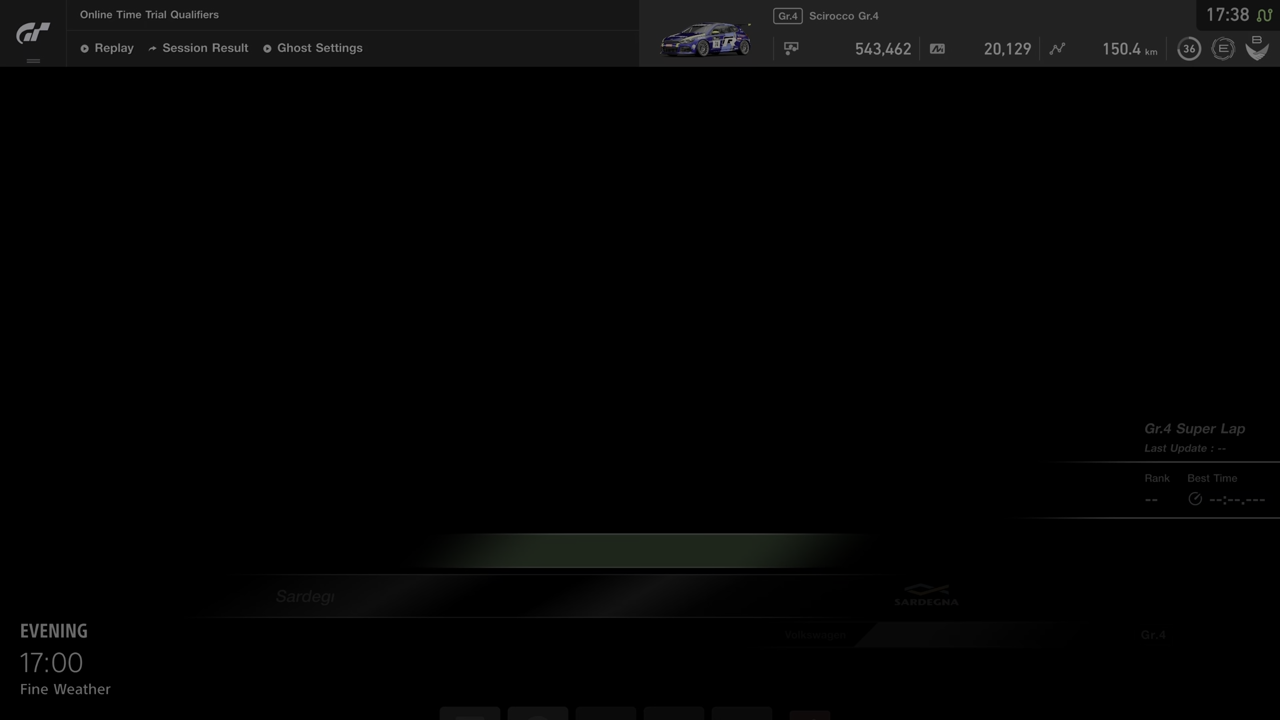 Online Time Trial Qualifiers
Replay
Session Result
Ghost Settings
Gr.4
Scirocco Gr.4
543,462
20,129
150.4 km
36
E
B
17:38
Gr.4 Super Lap
Last Update : --
Rank
Best Time
--
--:--.---
Sardegn
SARDEGNA
Volkswagen
Gr.4
EVENING
17:00
Fine Weather